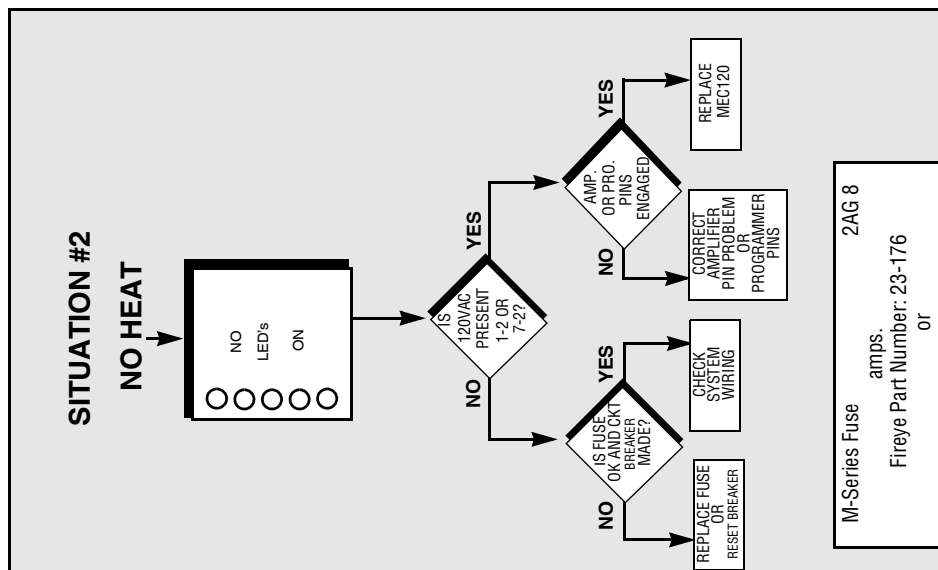 SITUATION #2
NO HEAT
NO
LED's
ON
IS
120VAC
PRESENT
1-2 OR
7-2?
NO
YES
IS FUSE
OK AND CKT
BREAKER
MADE?
NO
YES
REPLACE FUSE
OR
RESET BREAKER
CHECK
SYSTEM
WIRING
AMP.
OR PRO.
PINS
ENGAGED
NO
YES
CORRECT
AMPLIFIER
PIN PROBLEM
OR
PROGRAMMER
PINS
REPLACE
MEC120
M-Series Fuse 2AG 8
amps.
Fireye Part Number: 23-176
or